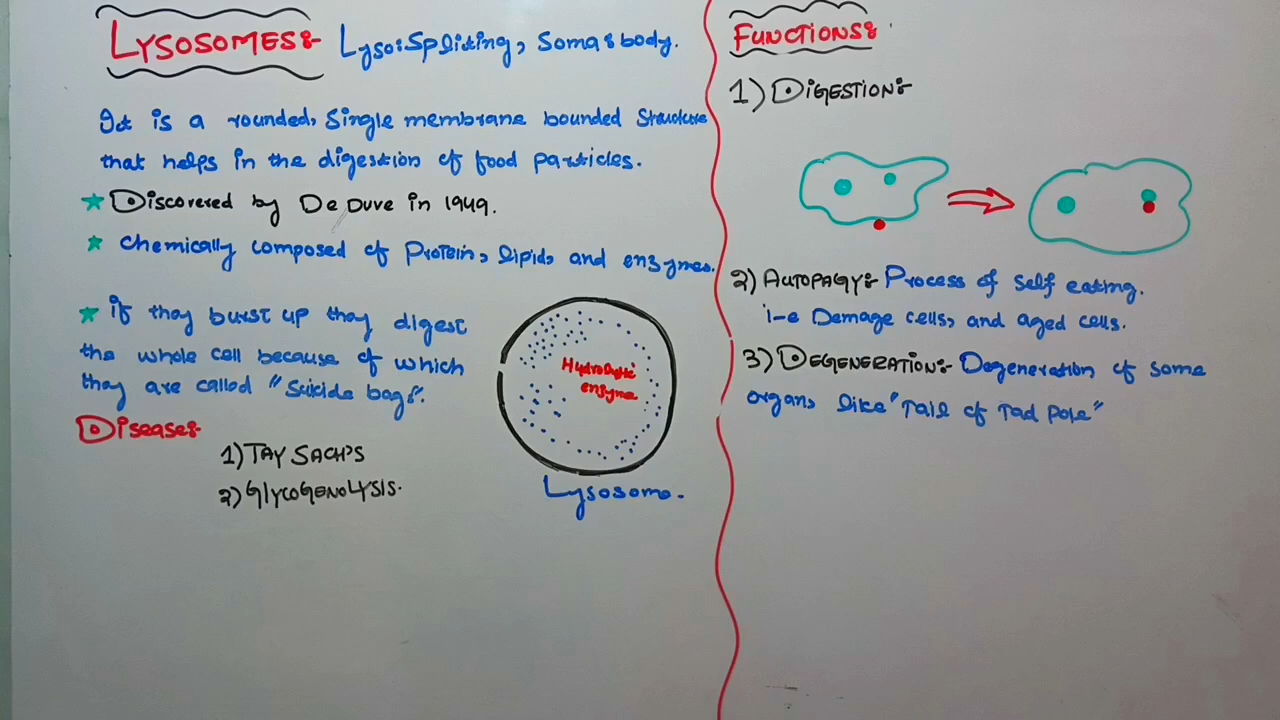 LYSOSOMES:- Lyso:Spliting, Soma:body.
It is a rounded, Single membrane bounded Structure
that helps in the digestion of food particles.
★ Discovered by De Duve in 1949.
★ Chemically composed of Protein, lipids and enzymes.
★ if they burst up they digest
the whole cell because of which
they are called "Suicide bags".
Diseases
1) TAY SACH'S
2) GlyCOGENOLYSIS.
Hydrolytic
enzyme
Lysosome.
FUNCTIONS:
1) DIGESTION:-
2) AUTOPAGY:- Process of Self eating.
i-e Demage cells, and aged cells.
3) DEGENERATION:- Degeneration of some
organs like "Tail of Tad Pole"